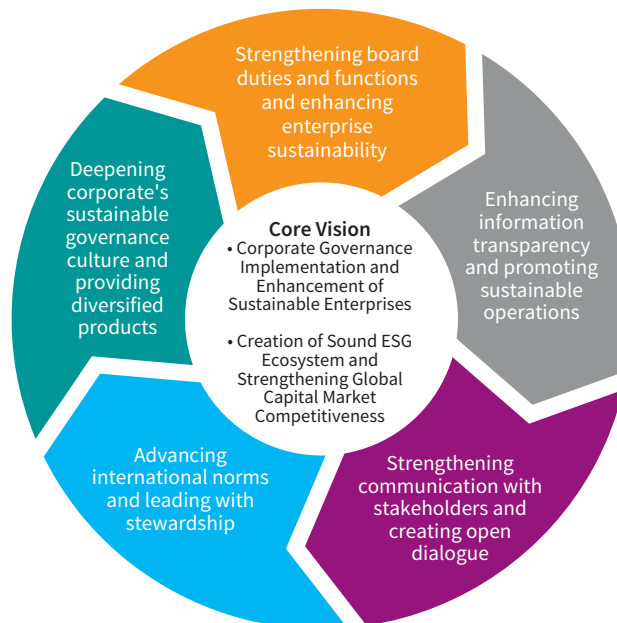 Strengthening board
duties and functions
and enhancing
enterprise
sustainability
Enhancing
information
transparency
and promoting
sustainable
operations
Strengthening
communication with
stakeholders and
creating open
dialogue
Advancing
international norms
and leading with
stewardship
Deepening
corporate's
sustainable
governance
culture and
providing
diversified
products
Core Vision
• Corporate Governance
Implementation and
Enhancement of
Sustainable Enterprises
• Creation of Sound ESG
Ecosystem and
Strengthening Global
Capital Market
Competitiveness